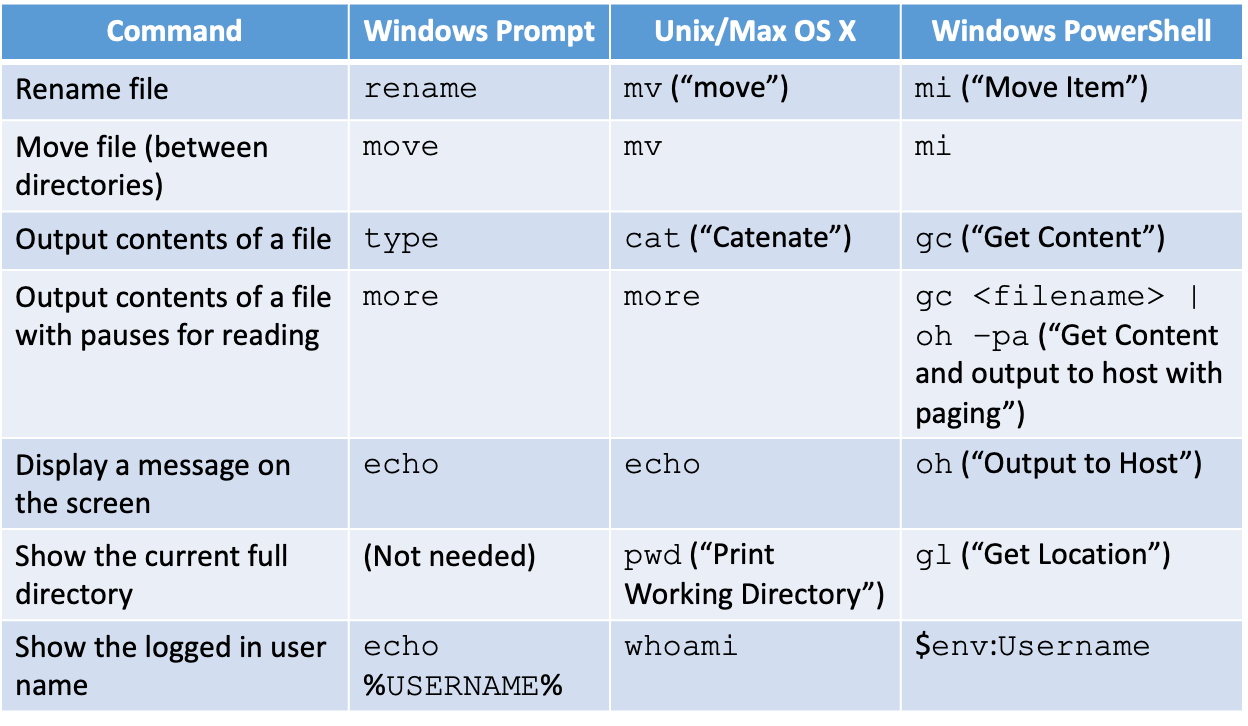 Command Windows Prompt Unix/Max OS X Windows PowerShell
Rename file rename mv (“move”) mi (“Move Item”)
Move file (between move mv mi
directories)
Output contents of a file type cat (“Catenate”) gc (“Get Content”)
Output contents of a file more more gc <filename> |
with pauses for reading oh –pa (“Get Content
and output to host with
paging”)
Display a message on echo echo oh (“Output to Host”)
the screen
Show the current full (Not needed) pwd (“Print gl (“Get Location”)
directory Working Directory”)
Show the logged in user echo whoami $env:Username
name %USERNAME%